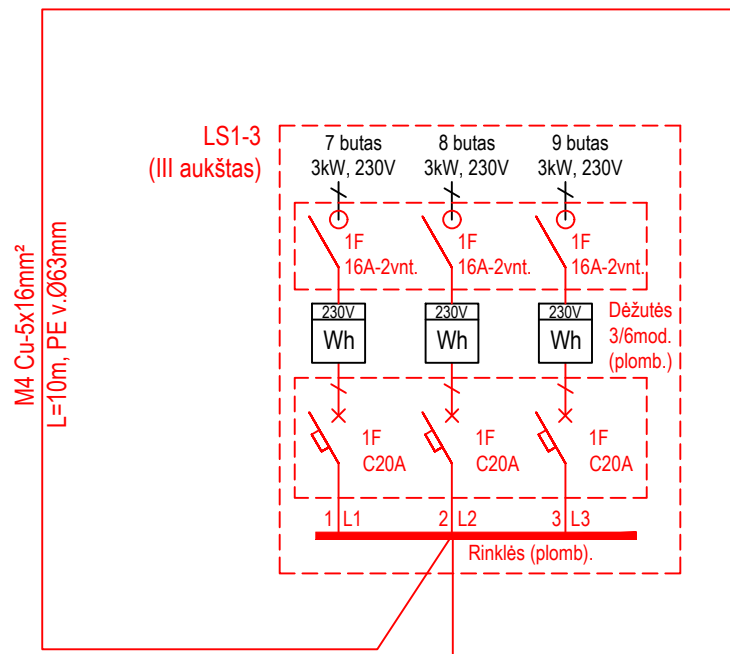 LS1-3
(III aukštas)
7 butas
3kW, 230V
8 butas
3kW, 230V
9 butas
3kW, 230V
1F
16A-2vnt.
1F
16A-2vnt.
1F
16A-2vnt.
230V
Wh
230V
Wh
230V
Wh
Dėžutės
3/6mod.
(plomb.)
1F
C20A
1F
C20A
1F
C20A
1 L1
2 L2
3 L3
Rinklės (plomb).
M4 Cu-5x16mm²
L=10m, PE v.Ø63mm